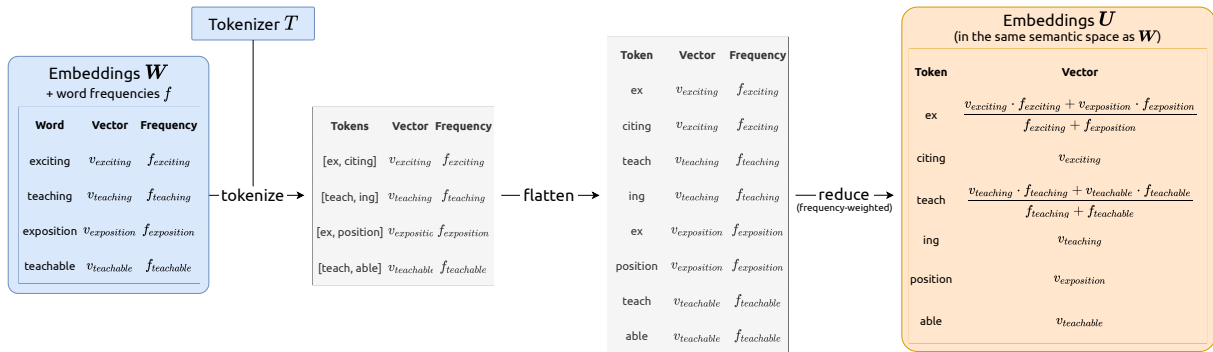 Tokenizer T
Embeddings W
+ word frequencies f
Word Vector Frequency
exciting v_exciting f_exciting
teaching v_teaching f_teaching
exposition v_exposition f_exposition
teachable v_teachable f_teachable
tokenize
Tokens Vector Frequency
[ex, citing] v_exciting f_exciting
[teach, ing] v_teaching f_teaching
[ex, position] v_expositic f_exposition
[teach, able] v_teachable f_teachable
flatten
Token Vector Frequency
ex v_exciting f_exciting
citing v_exciting f_exciting
teach v_teaching f_teaching
ing v_teaching f_teaching
ex v_exposition f_exposition
position v_exposition f_exposition
teach v_teachable f_teachable
able v_teachable f_teachable
reduce
(frequency-weighted)
Embeddings U
(in the same semantic space as W)
Token Vector
ex v_exciting · f_exciting + v_exposition · f_exposition
f_exciting + f_exposition
citing v_exciting
teach v_teaching · f_teaching + v_teachable · f_teachable
f_teaching + f_teachable
ing v_teaching
position v_exposition
able v_teachable